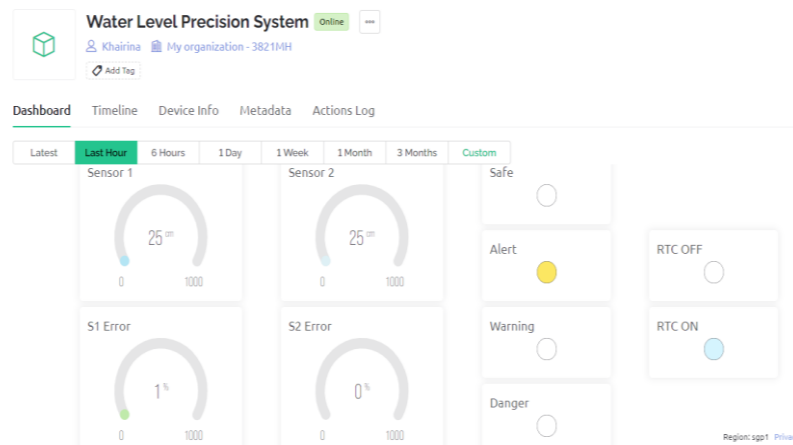 Water Level Precision System Online ...
Khairina My organization - 3821MH
Add Tag
Dashboard Timeline Device Info Metadata Actions Log
Latest Last Hour 6 Hours 1 Day 1 Week 1 Month 3 Months Custom
Sensor 1 Sensor 2 Safe
25 cm 25 cm
Alert RTC OFF
0 1000 0 1000
S1 Error S2 Error Warning RTC ON
1 % 0 %
Danger
0 1000 0 1000
Region: sgp1 Priva